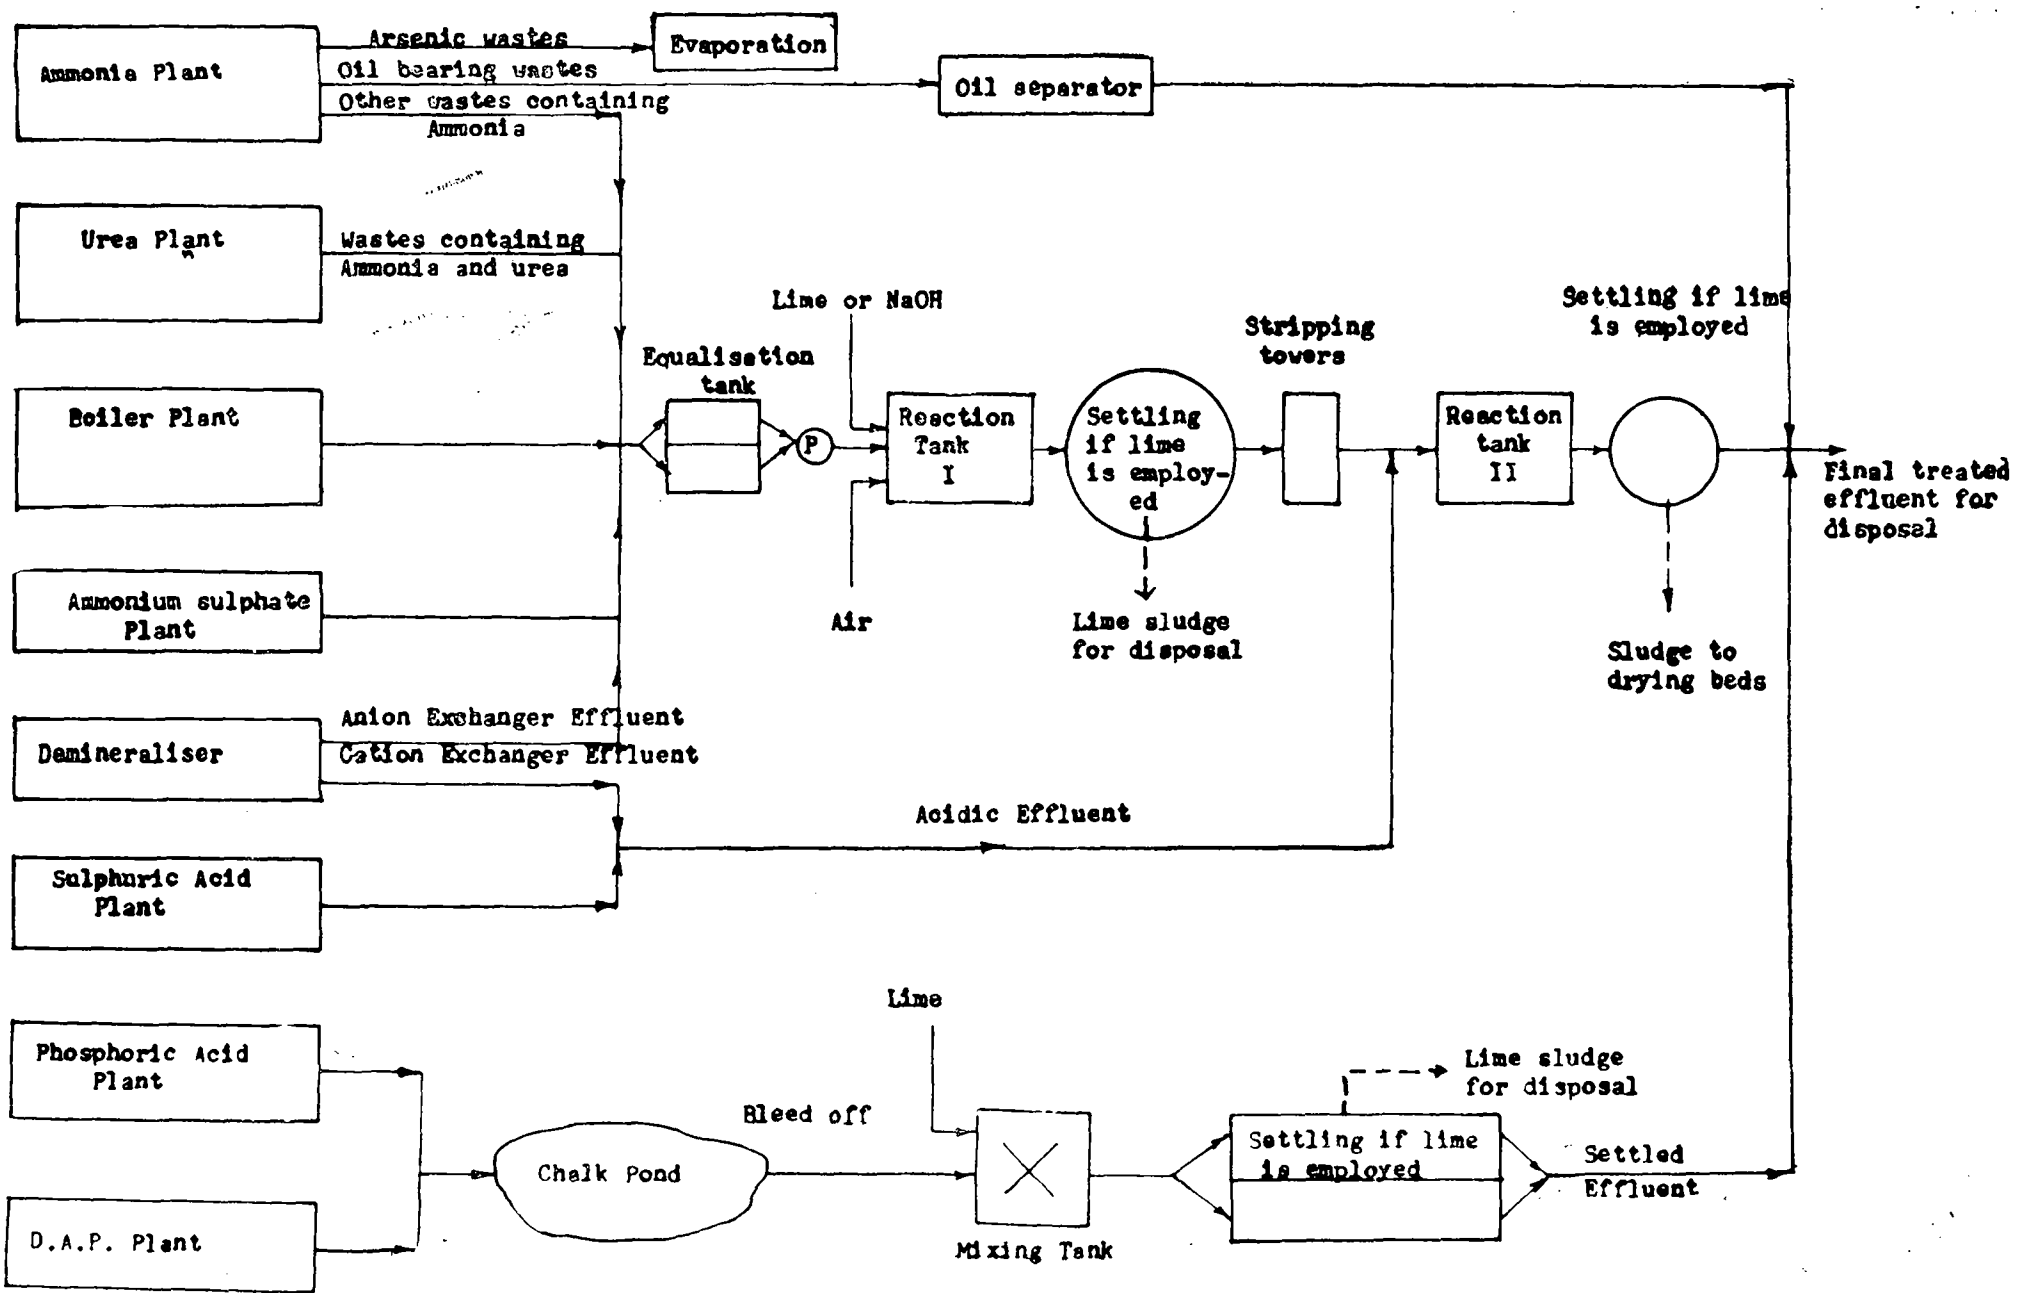 Arsenic wastes
Evaporation
Ammonia Plant
Oil bearing wastes
Oil separator
Other wastes containing
Ammonia
Urea Plant
Wastes containing
Ammonia and urea
Lime or NaOH
Settling if lime
is employed
Stripping
towers
Equalisation
tank
Boiler Plant
P
Reaction
Tank
I
Settling
if lime
is employ-
ed
Reaction
tank
II
Final treated
effluent for
disposal
Ammonium sulphate
Plant
Air
Lime sludge
for disposal
Sludge to
drying beds
Anion Exchanger Effluent
Demineraliser
Cation Exchanger Effluent
Acidic Effluent
Sulphuric Acid
Plant
Lime
Phosphoric Acid
Plant
Lime sludge
for disposal
Bleed off
Chalk Pond
Settling if lime
is employed
Settled
Effluent
D.A.P. Plant
Mixing Tank